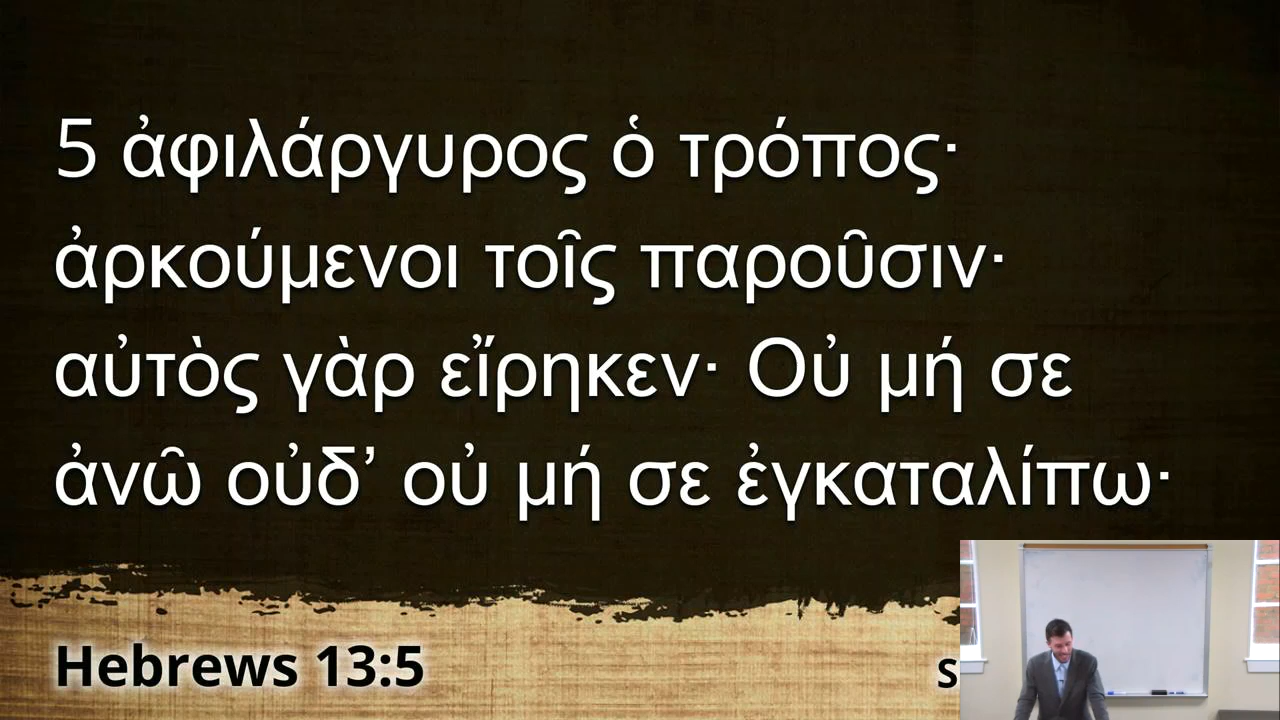 5 ἀφιλάργυρος ὁ τρόπος·
ἀρκούμενοι τοῖς παροῦσιν·
αὐτὸς γὰρ εἴρηκεν· Οὐ μή σε
ἀνῶ οὐδ’ οὐ μή σε ἐγκαταλίπω·
Hebrews 13:5